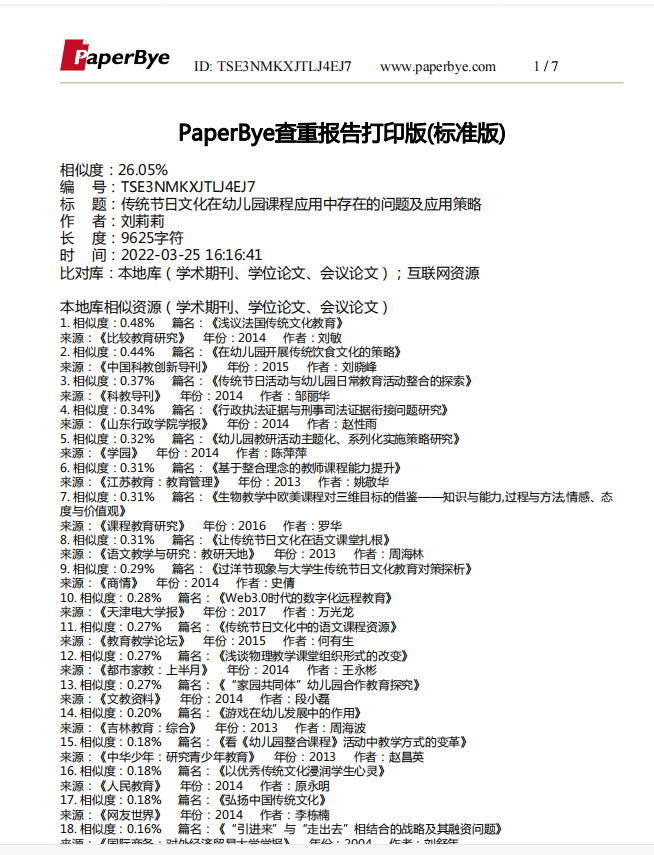 PaperBye ID: TSE3NMKXJTLJ4EJ7 www.paperbye.com 1 / 7
PaperBye查重报告打印版(标准版)
相似度：26.05%
编 号：TSE3NMKXJTLJ4EJ7
标 题：传统节日文化在幼儿园课程应用中存在的问题及应用策略
作 者：刘莉莉
长 度：9625字符
时 间：2022-03-25 16:16:41
比对库：本地库（学术期刊、学位论文、会议论文）；互联网资源
本地库相似资源（学术期刊、学位论文、会议论文）
1. 相似度：0.48% 篇名：《浅议法国传统文化教育》
来源：《比较教育研究》 年份：2014 作者：刘敏
2. 相似度：0.44% 篇名：《在幼儿园开展传统饮食文化的策略》
来源：《中国科教创新导刊》 年份：2015 作者：刘晓峰
3. 相似度：0.37% 篇名：《传统节日活动与幼儿园日常教育活动整合的探索》
来源：《科教导刊》 年份：2014 作者：邹丽华
4. 相似度：0.34% 篇名：《行政执法证据与刑事司法证据衔接问题研究》
来源：《山东行政学院学报》 年份：2014 作者：赵性雨
5. 相似度：0.32% 篇名：《幼儿园教研活动主题化、系列化实施策略研究》
来源：《学园》 年份：2014 作者：陈萍萍
6. 相似度：0.31% 篇名：《基于整合理念的教师课程能力提升》
来源：《江苏教育：教育管理》 年份：2013 作者：姚敬华
7. 相似度：0.31% 篇名：《生物教学中欧美课程对三维目标的借鉴——知识与能力,过程与方法,情感、态
度与价值观》
来源：《课程教育研究》 年份：2016 作者：罗华
8. 相似度：0.31% 篇名：《让传统节日文化在语文课堂扎根》
来源：《语文教学与研究：教研天地》 年份：2013 作者：周海林
9. 相似度：0.29% 篇名：《过洋节现象与大学生传统节日文化教育对策探析》
来源：《商情》 年份：2014 作者：史倩
10. 相似度：0.28% 篇名：《Web3.0时代的数字化远程教育》
来源：《天津电大学报》 年份：2017 作者：万光龙
11. 相似度：0.27% 篇名：《传统节日文化中的语文课程资源》
来源：《教育教学论坛》 年份：2015 作者：何有生
12. 相似度：0.27% 篇名：《浅谈物理教学课堂组织形式的改变》
来源：《都市家教：上半月》 年份：2014 作者：王永彬
13. 相似度：0.27% 篇名：《“家园共同体”幼儿园合作教育探究》
来源：《文教资料》 年份：2014 作者：段小磊
14. 相似度：0.20% 篇名：《游戏在幼儿发展中的作用》
来源：《吉林教育：综合》 年份：2013 作者：周海波
15. 相似度：0.18% 篇名：《看《幼儿园整合课程》活动中教学方式的变革》
来源：《中华少年：研究青少年教育》 年份：2013 作者：赵昌英
16. 相似度：0.18% 篇名：《以优秀传统文化浸润学生心灵》
来源：《人民教育》 年份：2014 作者：原永明
17. 相似度：0.18% 篇名：《弘扬中国传统文化》
来源：《网友世界》 年份：2014 作者：李栋楠
18. 相似度：0.16% 篇名：《“引进来”与“走出去”相结合的战略及其融资问题》
来源：《国际商务：对外经济贸易大学学报》 年份：2004 作者：刘舒年